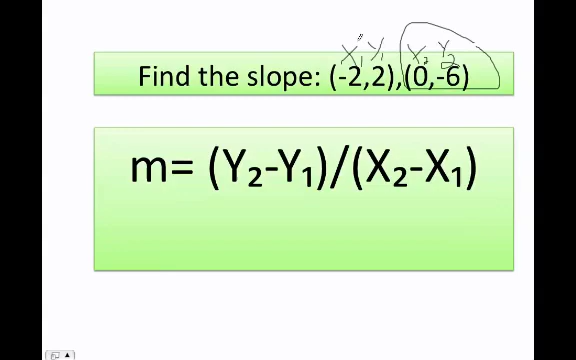 X₁ Y₁ X₂ Y₂
Find the slope: (-2,2),(0,-6)
m= (Y₂-Y₁)/(X₂-X₁)